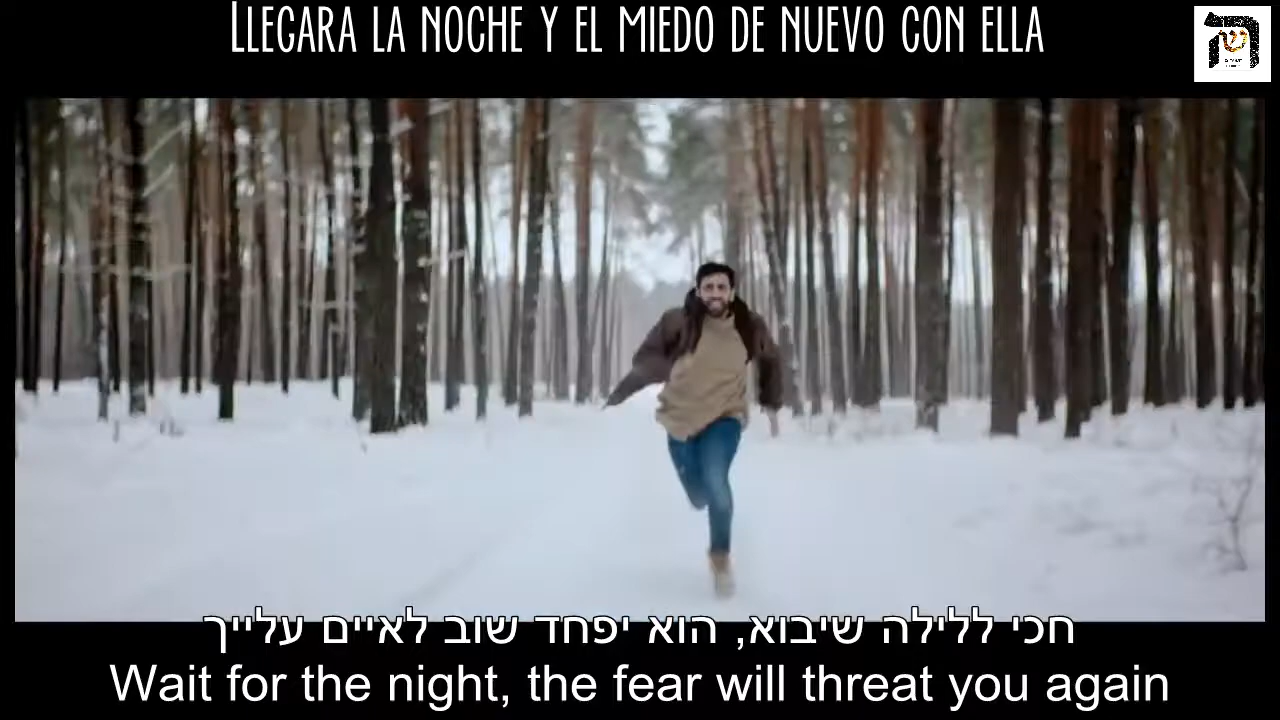 Llegara la noche y el miedo de nuevo con ella
חכי ללילה שיבוא, הוא יפחד שוב לאיים עלייך
Wait for the night, the fear will threat you again